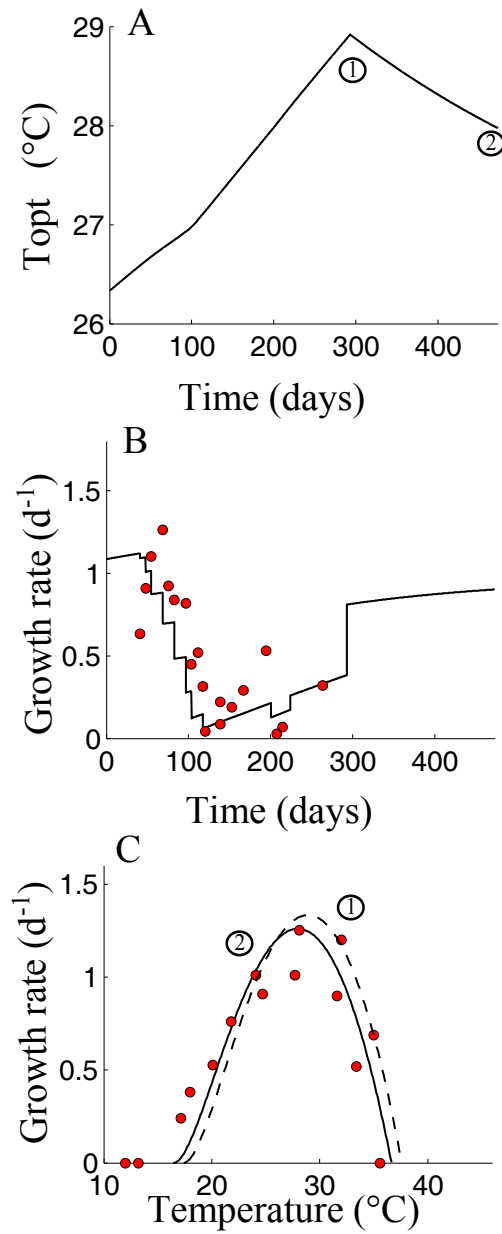 A
29
28
27
26
Topt (°C)
①
②
0 100 200 300 400
Time (days)
B
1.5
1
0.5
0
Growth rate (d-1)
0 100 200 300 400
Time (days)
C
1.5
1
0.5
0
Growth rate (d-1)
①
②
10 20 30 40
Temperature (°C)